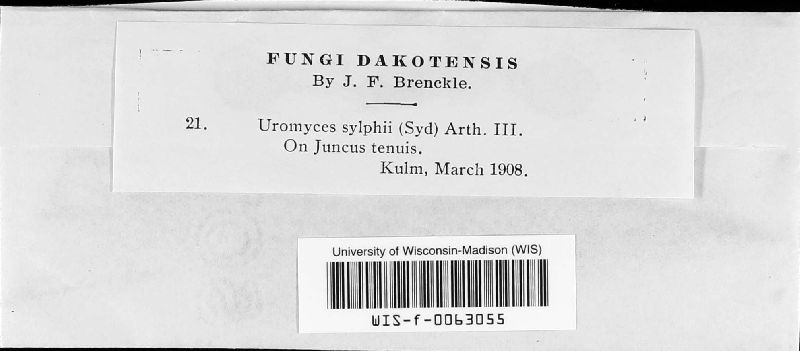 FUNGI DAKOTENSIS
By J. F. Brenckle.
21. Uromyces sylphii (Syd) Arth. III.
On Juncus tenuis.
Kulm, March 1908.
University of Wisconsin-Madison (WIS)
WIS-f-0063055